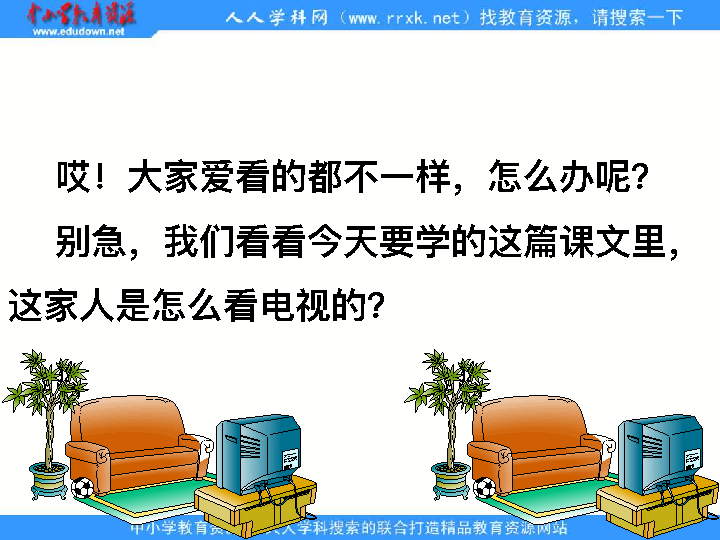 中小学教育资源
www.edudown.net
人人学科网（www.rrxk.net）找教育资源，请搜索一下
哎！大家爱看的都不一样，怎么办呢？
别急，我们看看今天要学的这篇课文里，
这家人是怎么看电视的？
中小学教育资 人学科搜索的联合打造精品教育资源网站